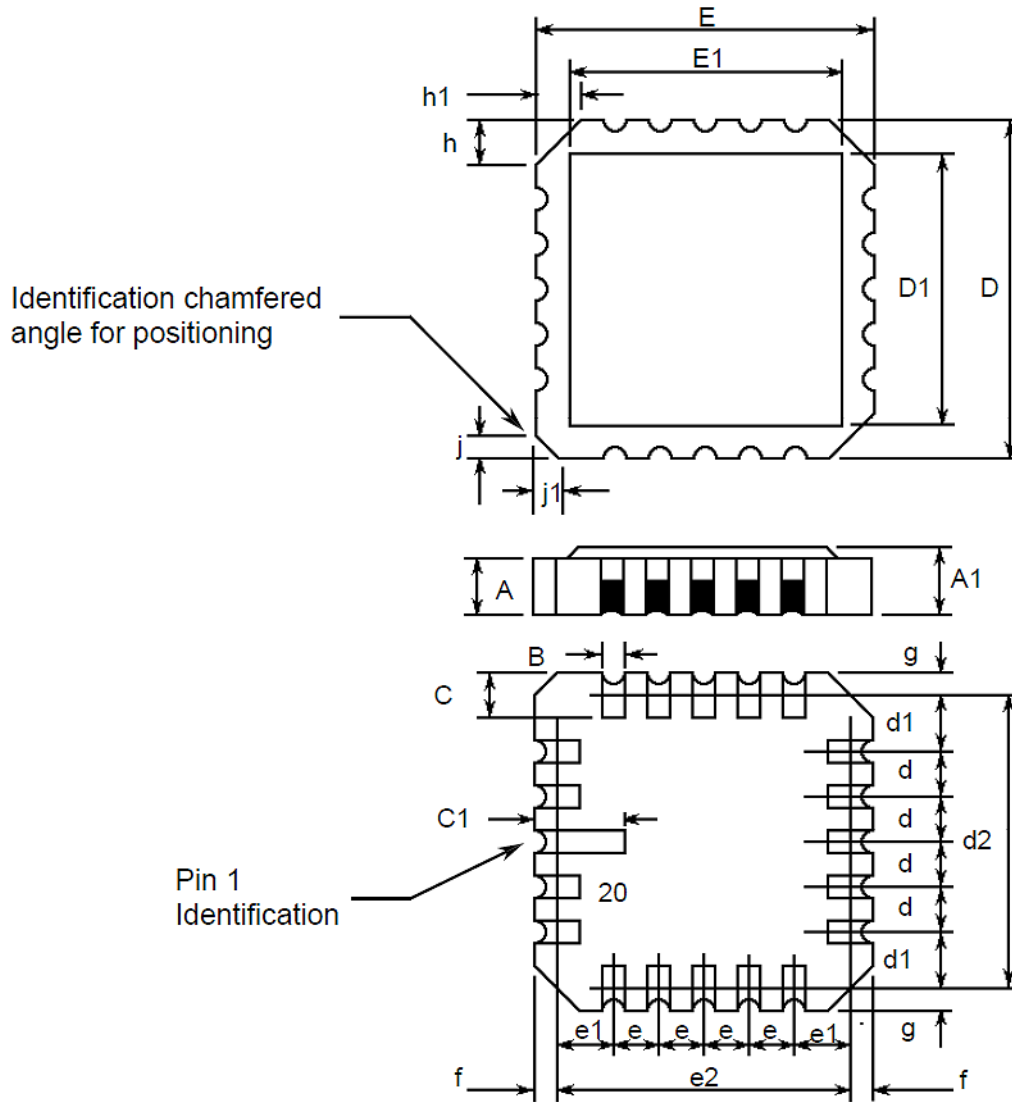 E
E1
h1
h
Identification chamfered
angle for positioning
D1
D
j
j1
A
A1
B
g
C
d1
d
C1
d
d2
Pin 1
Identification
20
d
d
d1
e1
e
e
e
e
e1
g
f
e2
f